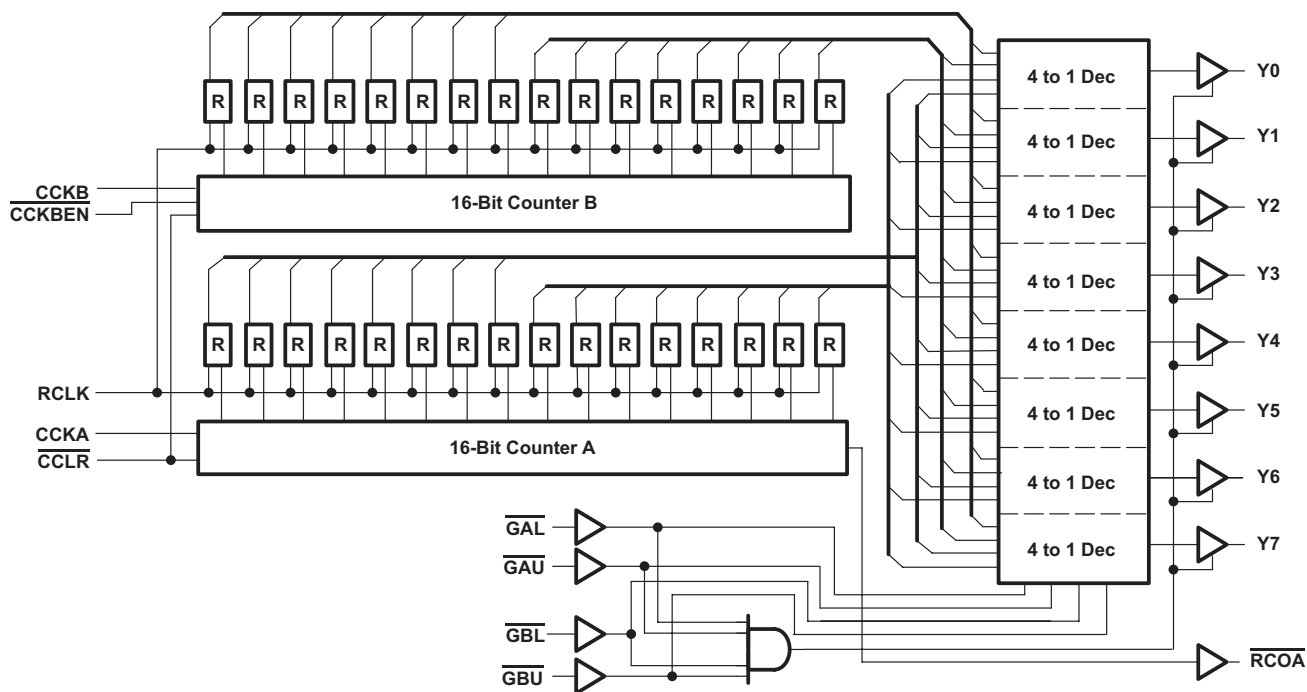 R R R R R R R R R R R R R R R R
CCKB
CCKBEN
16-Bit Counter B
R R R R R R R R R R R R R R R R
RCLK
CCKA
CCLR
16-Bit Counter A
4 to 1 Dec
4 to 1 Dec
4 to 1 Dec
4 to 1 Dec
4 to 1 Dec
4 to 1 Dec
4 to 1 Dec
4 to 1 Dec
Y0
Y1
Y2
Y3
Y4
Y5
Y6
Y7
GAL
GAU
GBL
GBU
RCOA